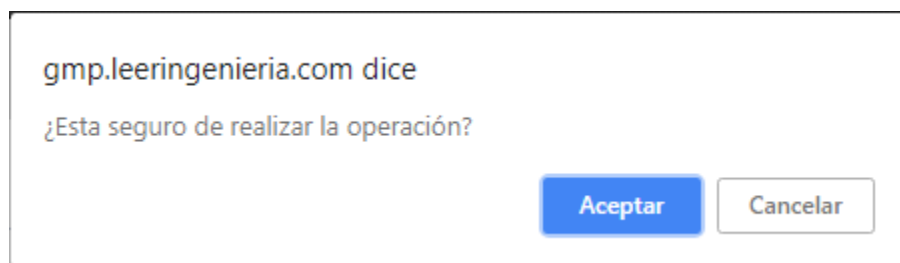 gmp.leeringenieria.com dice
¿Esta seguro de realizar la operación?
Aceptar Cancelar